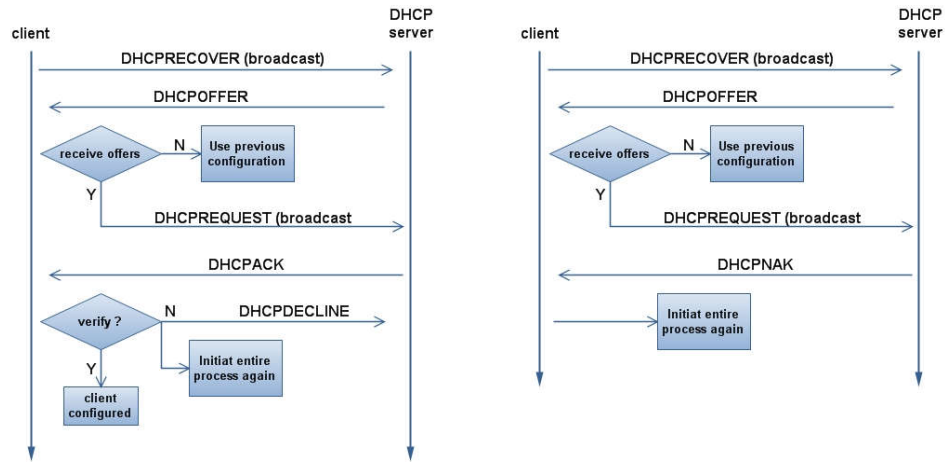 client
DHCP
server
DHCPRECOVER (broadcast)
DHCPOFFER
receive offers
N
Use previous
configuration
Y
DHCPREQUEST (broadcast
DHCPACK
verify ?
N
DHCPDECLINE
Y
Initiat entire
process again
client
configured
client
DHCP
server
DHCPRECOVER (broadcast)
DHCPOFFER
receive offers
N
Use previous
configuration
Y
DHCPREQUEST (broadcast
DHCPNAK
Initiat entire
process again